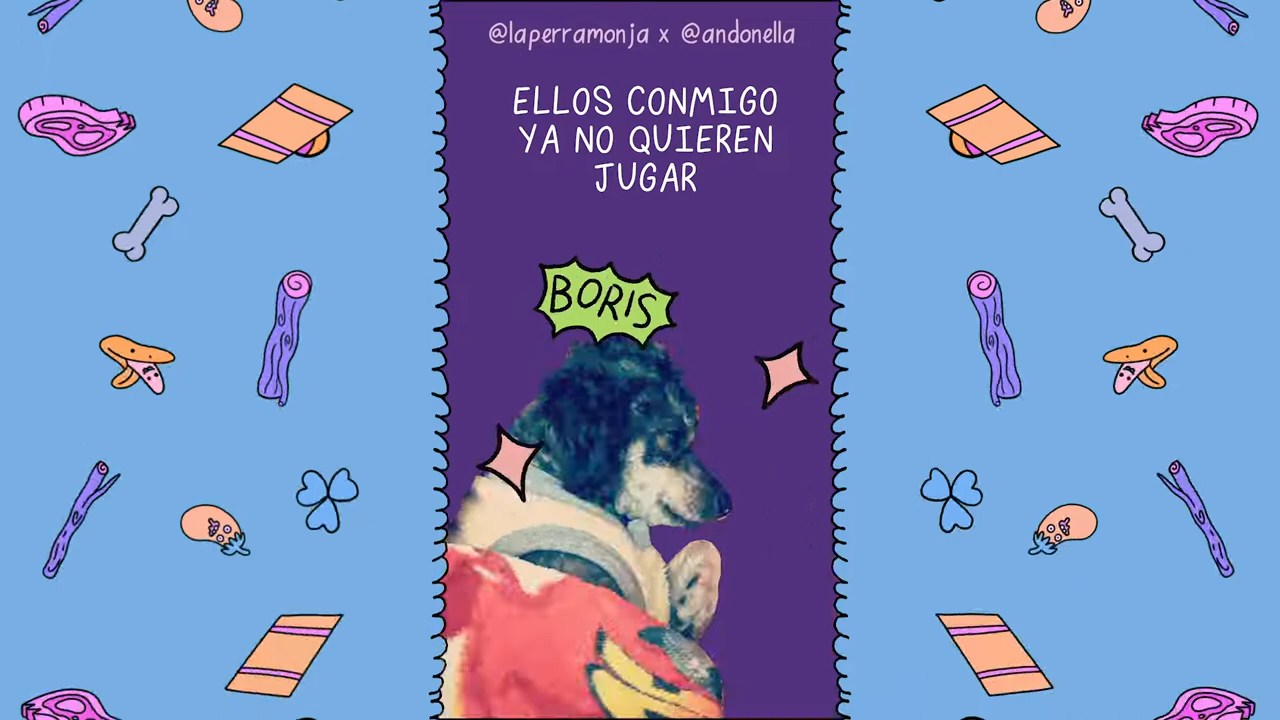 @laperramonja x @andonella
ELLOS CONMIGO
YA NO QUIEREN
JUGAR
BORIS